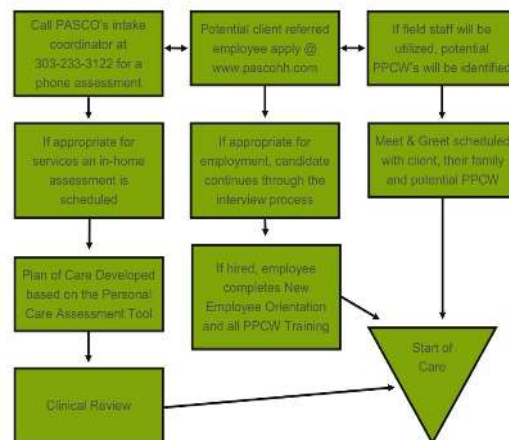 Call PASCO's intake
coordinator at
303-233-3122 for a
phone assessment
Potential client referred
employee apply @
www.pascohh.com
If field staff will be
utilized, potential
PPCW's will be identified
If appropriate for
services an in-home
assessment is
scheduled
If appropriate for
employment, candidate
continues through the
interview process
Meet & Greet scheduled
with client, their family
and potential PPCW
Plan of Care Developed
based on the Personal
Care Assessment Tool
If hired, employee
completes New
Employee Orientation
and all PPCW Training
Clinical Review
Start of
Care